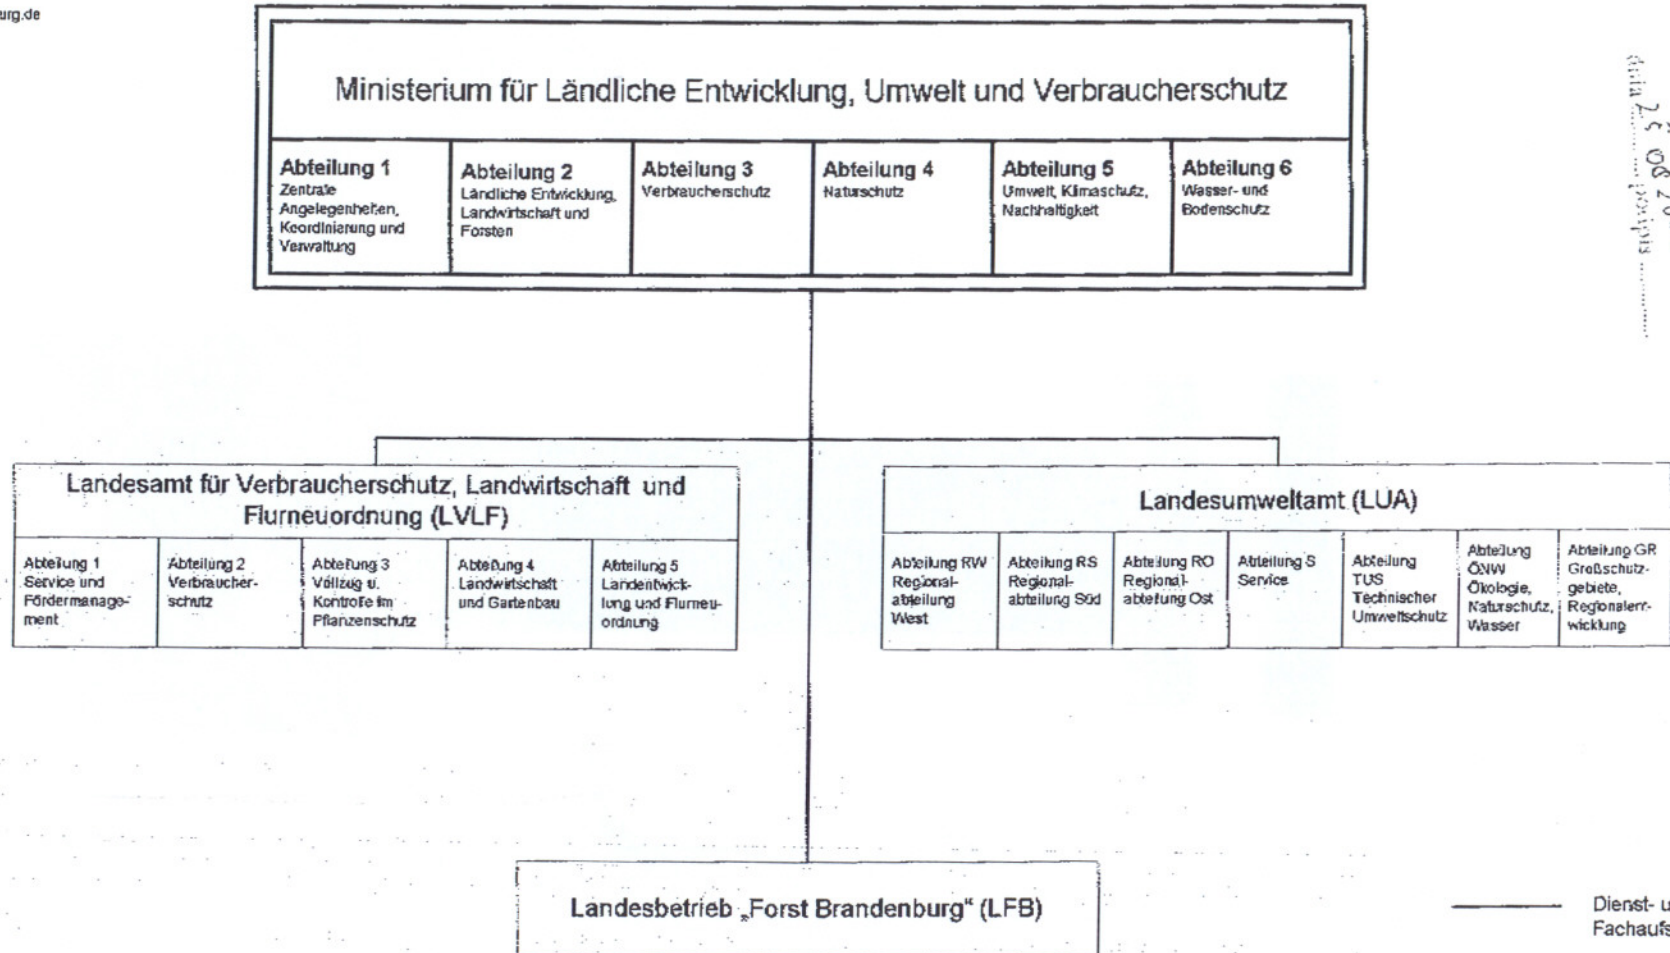 urg.de
Ministerium für Ländliche Entwicklung, Umwelt und Verbraucherschutz
Abteilung 1
Zentrale
Angelegenheiten,
Koordinierung und
Verwaltung
Abteilung 2
Ländliche Entwicklung,
Landwirtschaft und
Forsten
Abteilung 3
Verbraucherschutz
Abteilung 4
Naturschutz
Abteilung 5
Umwelt, Klimaschutz,
Nachhaltigkeit
Abteilung 6
Wasser- und
Bodenschutz
dnia 25 08 20
Landesamt für Verbraucherschutz, Landwirtschaft und
Flurneuordnung (LVLF)
Abteilung 1
Service und
Fördermanage-
ment
Abteilung 2
Verbraucher-
schutz
Abteilung 3
Vollzug u.
Kontrolle im
Pflanzenschutz
Abteilung 4
Landwirtschaft
und Gartenbau
Abteilung 5
Landentwick-
lung und Flurneu-
ordnung
Landesumweltamt (LUA)
Abteilung RW
Regional-
abteilung
West
Abteilung RS
Regional-
abteilung Süd
Abteilung RO
Regional-
abteilung Ost
Abteilung S
Service
Abteilung
TUS
Technischer
Umweltschutz
Abteilung
ÖNW
Ökologie,
Naturschutz,
Wasser
Abteilung GR
Großschutz-
gebiete,
Regionalent-
wicklung
Landesbetrieb „Forst Brandenburg“ (LFB)
Dienst- u
Fachaufs